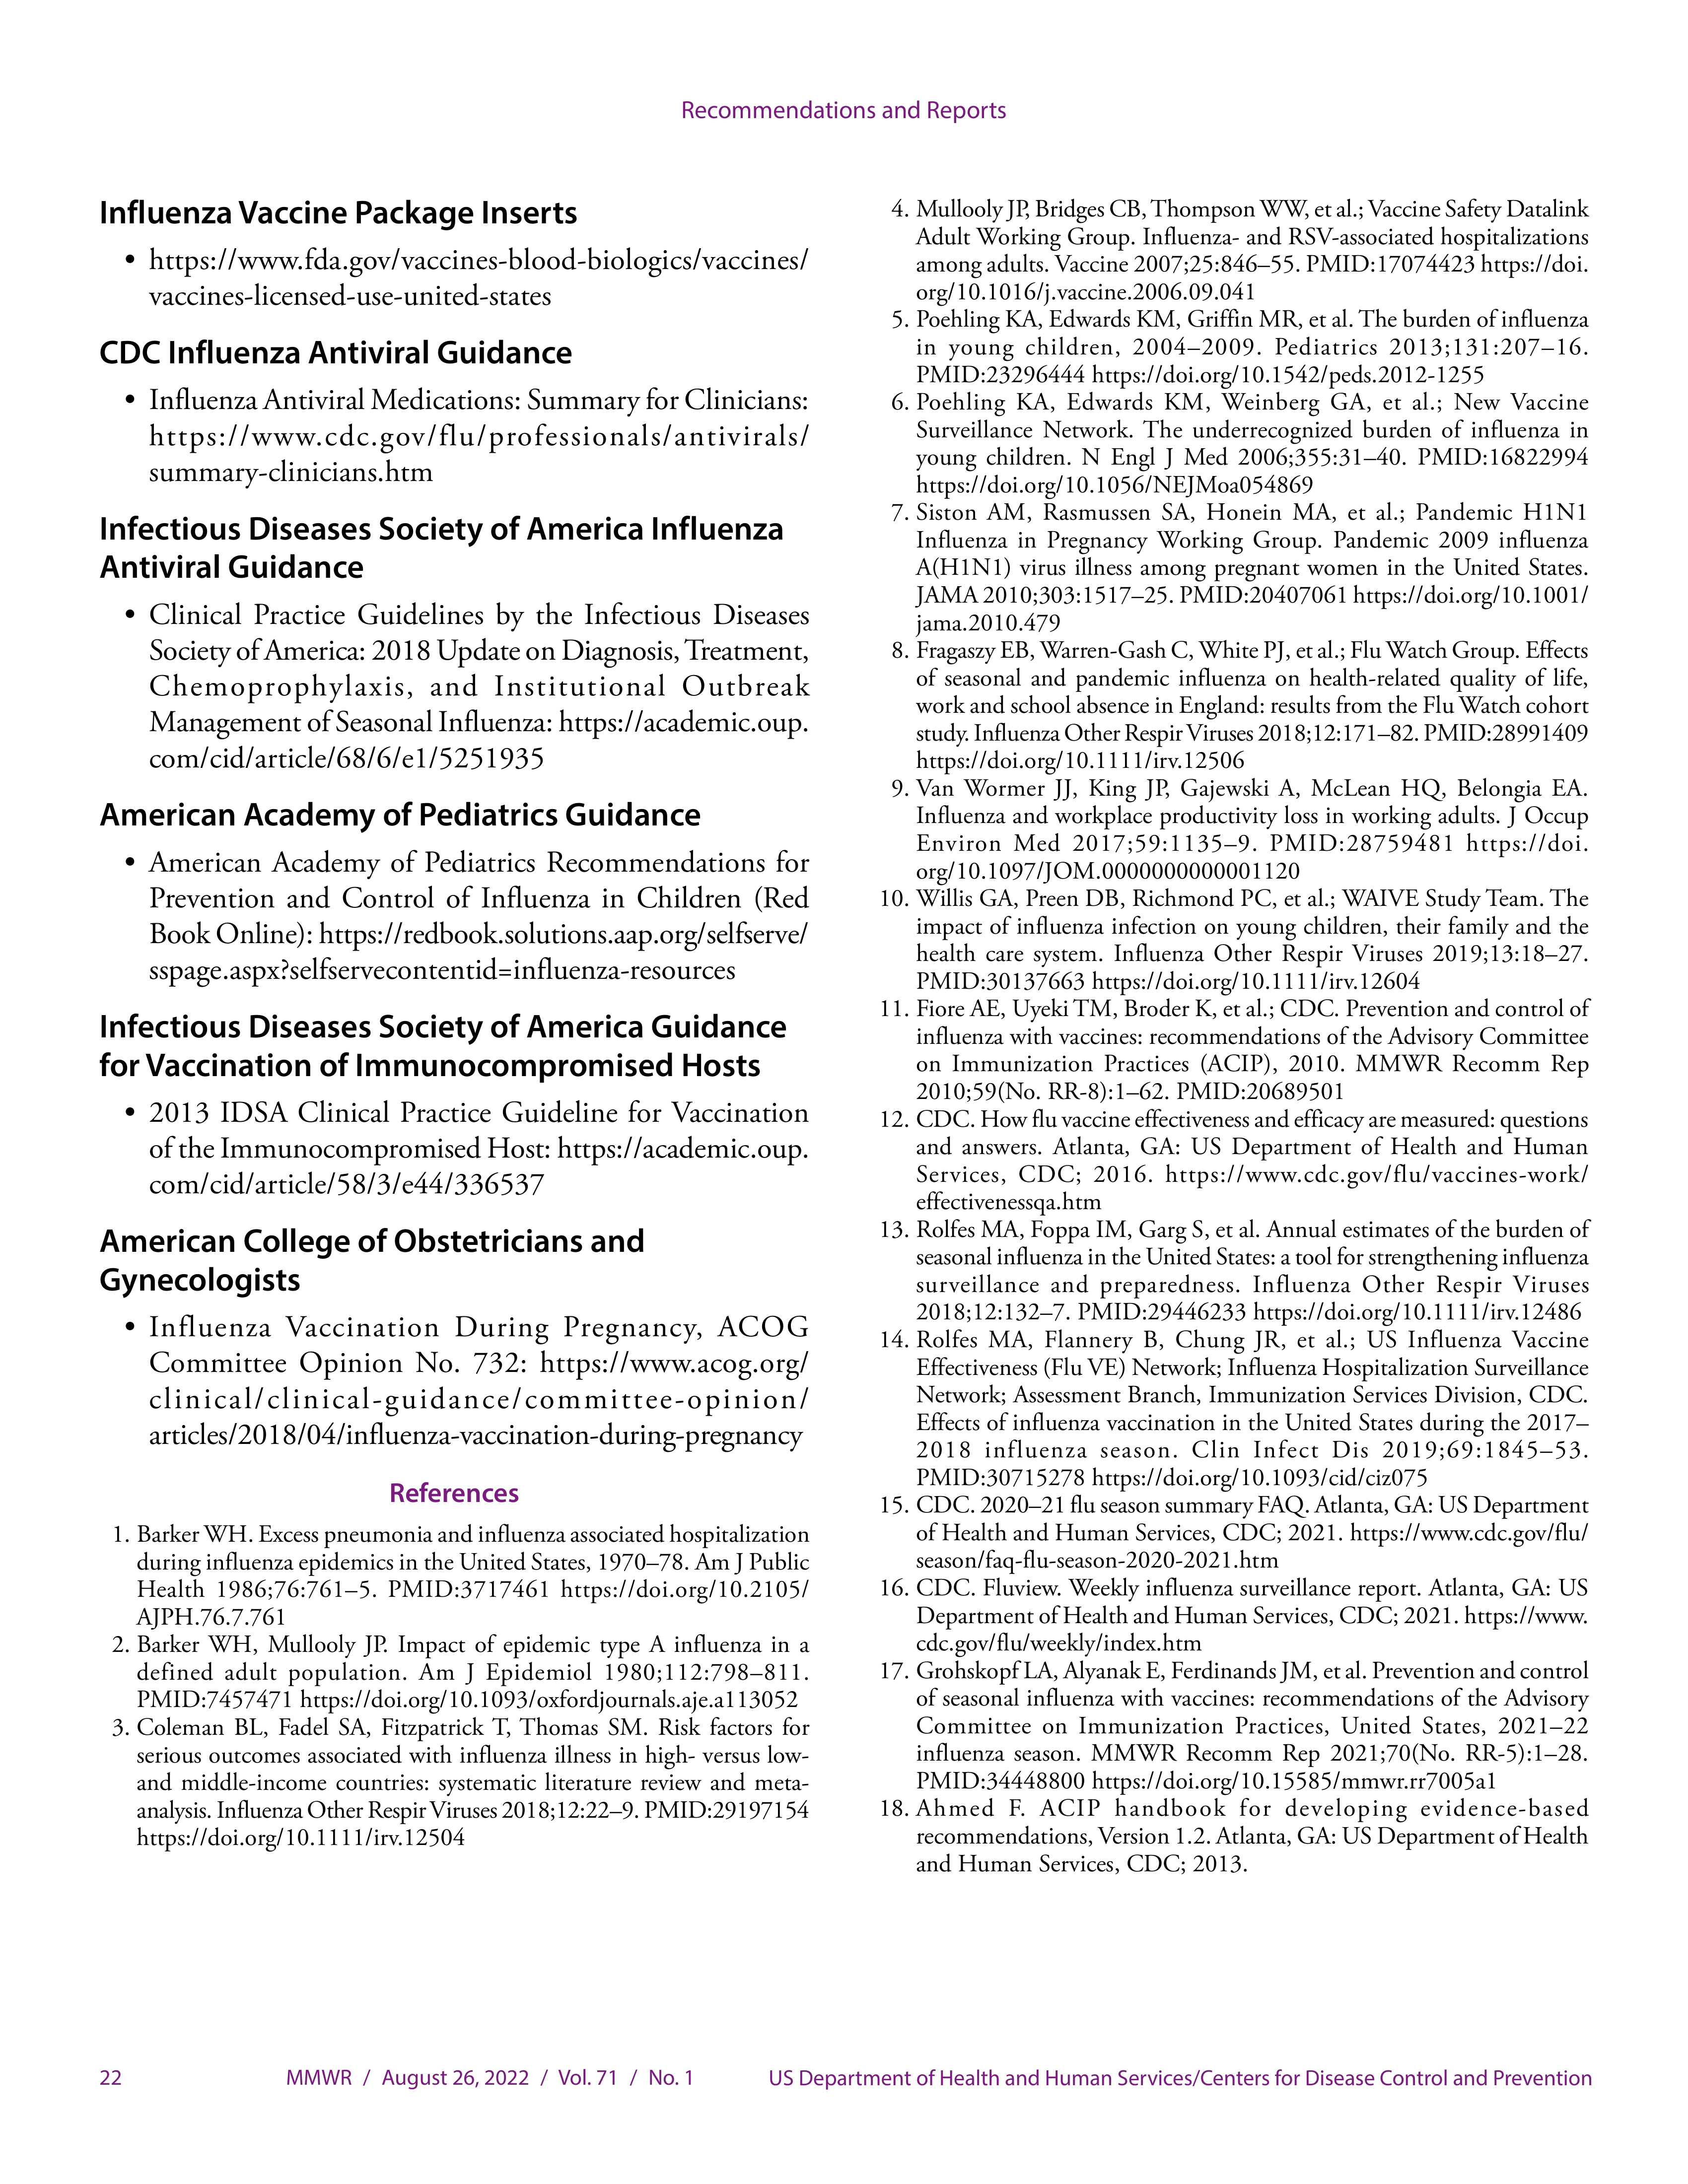 Recommendations and Reports
Influenza Vaccine Package Inserts
• https://www.fda.gov/vaccines-blood-biologics/vaccines/
vaccines-licensed-use-united-states
CDC Influenza Antiviral Guidance
• Influenza Antiviral Medications: Summary for Clinicians:
https://www.cdc.gov/flu/professionals/antivirals/
summary-clinicians.htm
Infectious Diseases Society of America Influenza
Antiviral Guidance
• Clinical Practice Guidelines by the Infectious Diseases
Society of America: 2018 Update on Diagnosis, Treatment,
Chemoprophylaxis, and Institutional Outbreak
Management of Seasonal Influenza: https://academic.oup.
com/cid/article/68/6/e1/5251935
American Academy of Pediatrics Guidance
• American Academy of Pediatrics Recommendations for
Prevention and Control of Influenza in Children (Red
Book Online): https://redbook.solutions.aap.org/selfserve/
sspage.aspx?selfservecontentid=influenza-resources
Infectious Diseases Society of America Guidance
for Vaccination of Immunocompromised Hosts
• 2013 IDSA Clinical Practice Guideline for Vaccination
of the Immunocompromised Host: https://academic.oup.
com/cid/article/58/3/e44/336537
American College of Obstetricians and
Gynecologists
• Influenza Vaccination During Pregnancy, ACOG
Committee Opinion No. 732: https://www.acog.org/
clinical/clinical-guidance/committee-opinion/
articles/2018/04/influenza-vaccination-during-pregnancy
References
1. Barker WH. Excess pneumonia and influenza associated hospitalization
during influenza epidemics in the United States, 1970–78. Am J Public
Health 1986;76:761–5. PMID:3717461 https://doi.org/10.2105/
AJPH.76.7.761
2. Barker WH, Mullooly JP. Impact of epidemic type A influenza in a
defined adult population. Am J Epidemiol 1980;112:798–811.
PMID:7457471 https://doi.org/10.1093/oxfordjournals.aje.a113052
3. Coleman BL, Fadel SA, Fitzpatrick T, Thomas SM. Risk factors for
serious outcomes associated with influenza illness in high- versus low-
and middle-income countries: systematic literature review and meta-
analysis. Influenza Other Respir Viruses 2018;12:22–9. PMID:29197154
https://doi.org/10.1111/irv.12504
4. Mullooly JP, Bridges CB, Thompson WW, et al.; Vaccine Safety Datalink
Adult Working Group. Influenza- and RSV-associated hospitalizations
among adults. Vaccine 2007;25:846–55. PMID:17074423 https://doi.
org/10.1016/j.vaccine.2006.09.041
5. Poehling KA, Edwards KM, Griffin MR, et al. The burden of influenza
in young children, 2004–2009. Pediatrics 2013;131:207–16.
PMID:23296444 https://doi.org/10.1542/peds.2012-1255
6. Poehling KA, Edwards KM, Weinberg GA, et al.; New Vaccine
Surveillance Network. The underrecognized burden of influenza in
young children. N Engl J Med 2006;355:31–40. PMID:16822994
https://doi.org/10.1056/NEJMoa054869
7. Siston AM, Rasmussen SA, Honein MA, et al.; Pandemic H1N1
Influenza in Pregnancy Working Group. Pandemic 2009 influenza
A(H1N1) virus illness among pregnant women in the United States.
JAMA 2010;303:1517–25. PMID:20407061 https://doi.org/10.1001/
jama.2010.479
8. Fragaszy EB, Warren-Gash C, White PJ, et al.; Flu Watch Group. Effects
of seasonal and pandemic influenza on health-related quality of life,
work and school absence in England: results from the Flu Watch cohort
study. Influenza Other Respir Viruses 2018;12:171–82. PMID:28991409
https://doi.org/10.1111/irv.12506
9. Van Wormer JJ, King JP, Gajewski A, McLean HQ, Belongia EA.
Influenza and workplace productivity loss in working adults. J Occup
Environ Med 2017;59:1135–9. PMID:28759481 https://doi.
org/10.1097/JOM.0000000000001120
10. Willis GA, Preen DB, Richmond PC, et al.; WAIVE Study Team. The
impact of influenza infection on young children, their family and the
health care system. Influenza Other Respir Viruses 2019;13:18–27.
PMID:30137663 https://doi.org/10.1111/irv.12604
11. Fiore AE, Uyeki TM, Broder K, et al.; CDC. Prevention and control of
influenza with vaccines: recommendations of the Advisory Committee
on Immunization Practices (ACIP), 2010. MMWR Recomm Rep
2010;59(No. RR-8):1–62. PMID:20689501
12. CDC. How flu vaccine effectiveness and efficacy are measured: questions
and answers. Atlanta, GA: US Department of Health and Human
Services, CDC; 2016. https://www.cdc.gov/flu/vaccines-work/
effectivenessqa.htm
13. Rolfes MA, Foppa IM, Garg S, et al. Annual estimates of the burden of
seasonal influenza in the United States: a tool for strengthening influenza
surveillance and preparedness. Influenza Other Respir Viruses
2018;12:132–7. PMID:29446233 https://doi.org/10.1111/irv.12486
14. Rolfes MA, Flannery B, Chung JR, et al.; US Influenza Vaccine
Effectiveness (Flu VE) Network; Influenza Hospitalization Surveillance
Network; Assessment Branch, Immunization Services Division, CDC.
Effects of influenza vaccination in the United States during the 2017–
2018 influenza season. Clin Infect Dis 2019;69:1845–53.
PMID:30715278 https://doi.org/10.1093/cid/ciz075
15. CDC. 2020–21 flu season summary FAQ. Atlanta, GA: US Department
of Health and Human Services, CDC; 2021. https://www.cdc.gov/flu/
season/faq-flu-season-2020-2021.htm
16. CDC. Fluview. Weekly influenza surveillance report. Atlanta, GA: US
Department of Health and Human Services, CDC; 2021. https://www.
cdc.gov/flu/weekly/index.htm
17. Grohskopf LA, Alyanak E, Ferdinands JM, et al. Prevention and control
of seasonal influenza with vaccines: recommendations of the Advisory
Committee on Immunization Practices, United States, 2021–22
influenza season. MMWR Recomm Rep 2021;70(No. RR-5):1–28.
PMID:34448800 https://doi.org/10.15585/mmwr.rr7005a1
18. Ahmed F. ACIP handbook for developing evidence-based
recommendations, Version 1.2. Atlanta, GA: US Department of Health
and Human Services, CDC; 2013.
22 MMWR / August 26, 2022 / Vol. 71 / No. 1 US Department of Health and Human Services/Centers for Disease Control and Prevention